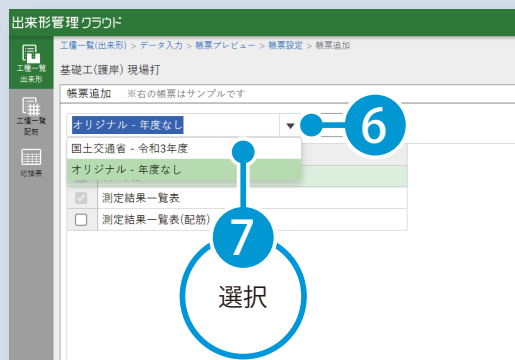 出来形管理クラウド
工種一覧(出来形) > データ入力 > 帳票プレビュー > 帳票設定 > 帳票追加
工種一覧
出来形
基礎工(護岸) 現場打
帳票追加 ※右の帳票はサンプルです
工種一覧
配筋
オリジナル - 年度なし
6
国土交通省 - 令和3年度
総括表
オリジナル - 年度なし
測定結果一覧表
測定結果一覧表(配筋)
7
選択